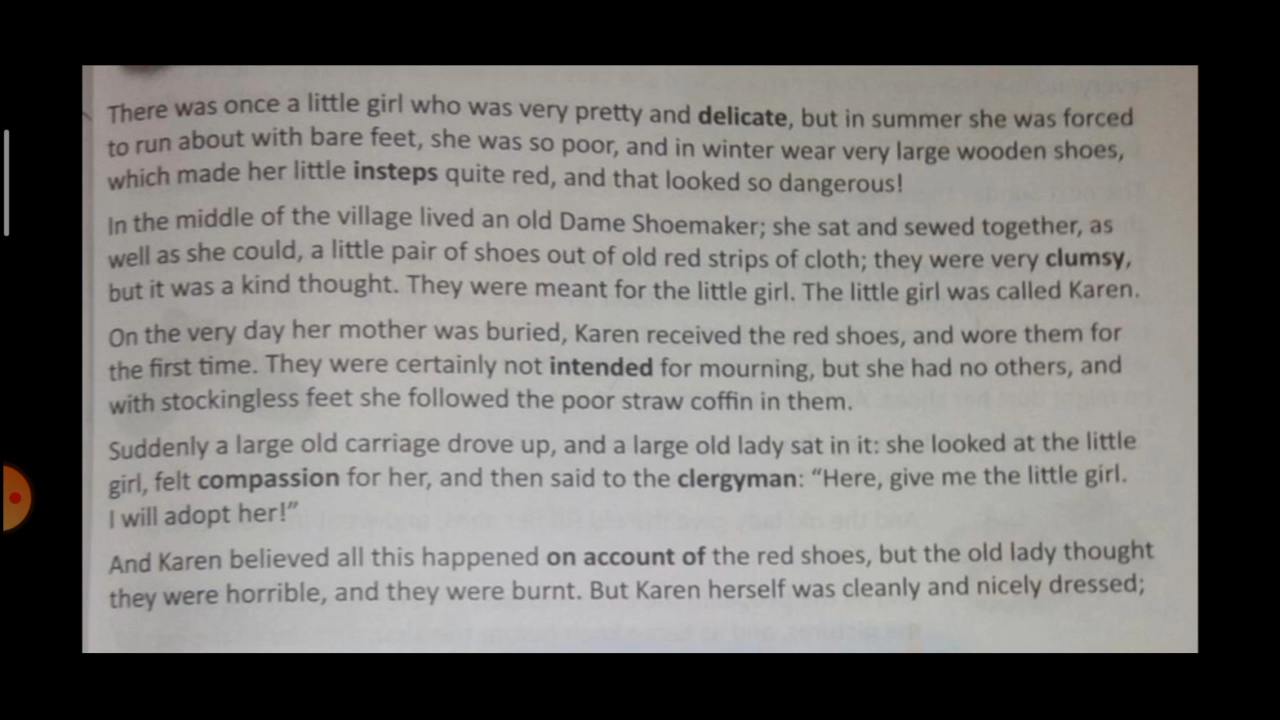 There was once a little girl who was very pretty and delicate, but in summer she was forced
to run about with bare feet, she was so poor, and in winter wear very large wooden shoes,
which made her little insteps quite red, and that looked so dangerous!
In the middle of the village lived an old Dame Shoemaker; she sat and sewed together, as
well as she could, a little pair of shoes out of old red strips of cloth; they were very clumsy,
but it was a kind thought. They were meant for the little girl. The little girl was called Karen.
On the very day her mother was buried, Karen received the red shoes, and wore them for
the first time. They were certainly not intended for mourning, but she had no others, and
with stockingless feet she followed the poor straw coffin in them.
Suddenly a large old carriage drove up, and a large old lady sat in it: she looked at the little
girl, felt compassion for her, and then said to the clergyman: “Here, give me the little girl.
I will adopt her!”
And Karen believed all this happened on account of the red shoes, but the old lady thought
they were horrible, and they were burnt. But Karen herself was cleanly and nicely dressed;